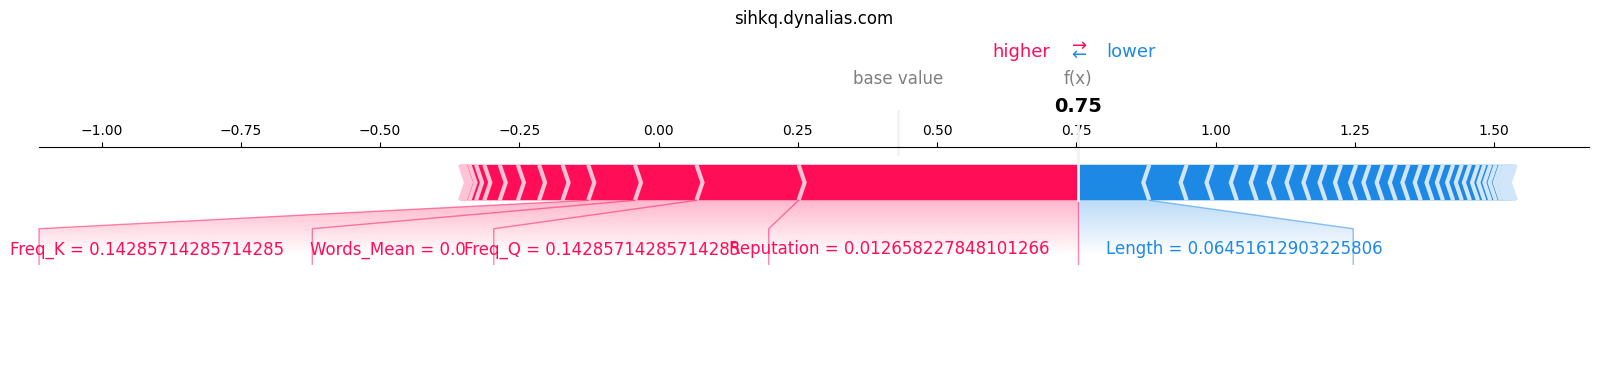 sihkq.dynalias.com
higher ⇄ lower
base value f(x)
0.75
−1.00 −0.75 −0.50 −0.25 0.00 0.25 0.50 0.75 1.00 1.25 1.50
Freq_K = 0.14285714285714285 Words_Mean = 0.0 Freq_Q = 0.14285714285714285 Reputation = 0.012658227848101266 Length = 0.06451612903225806